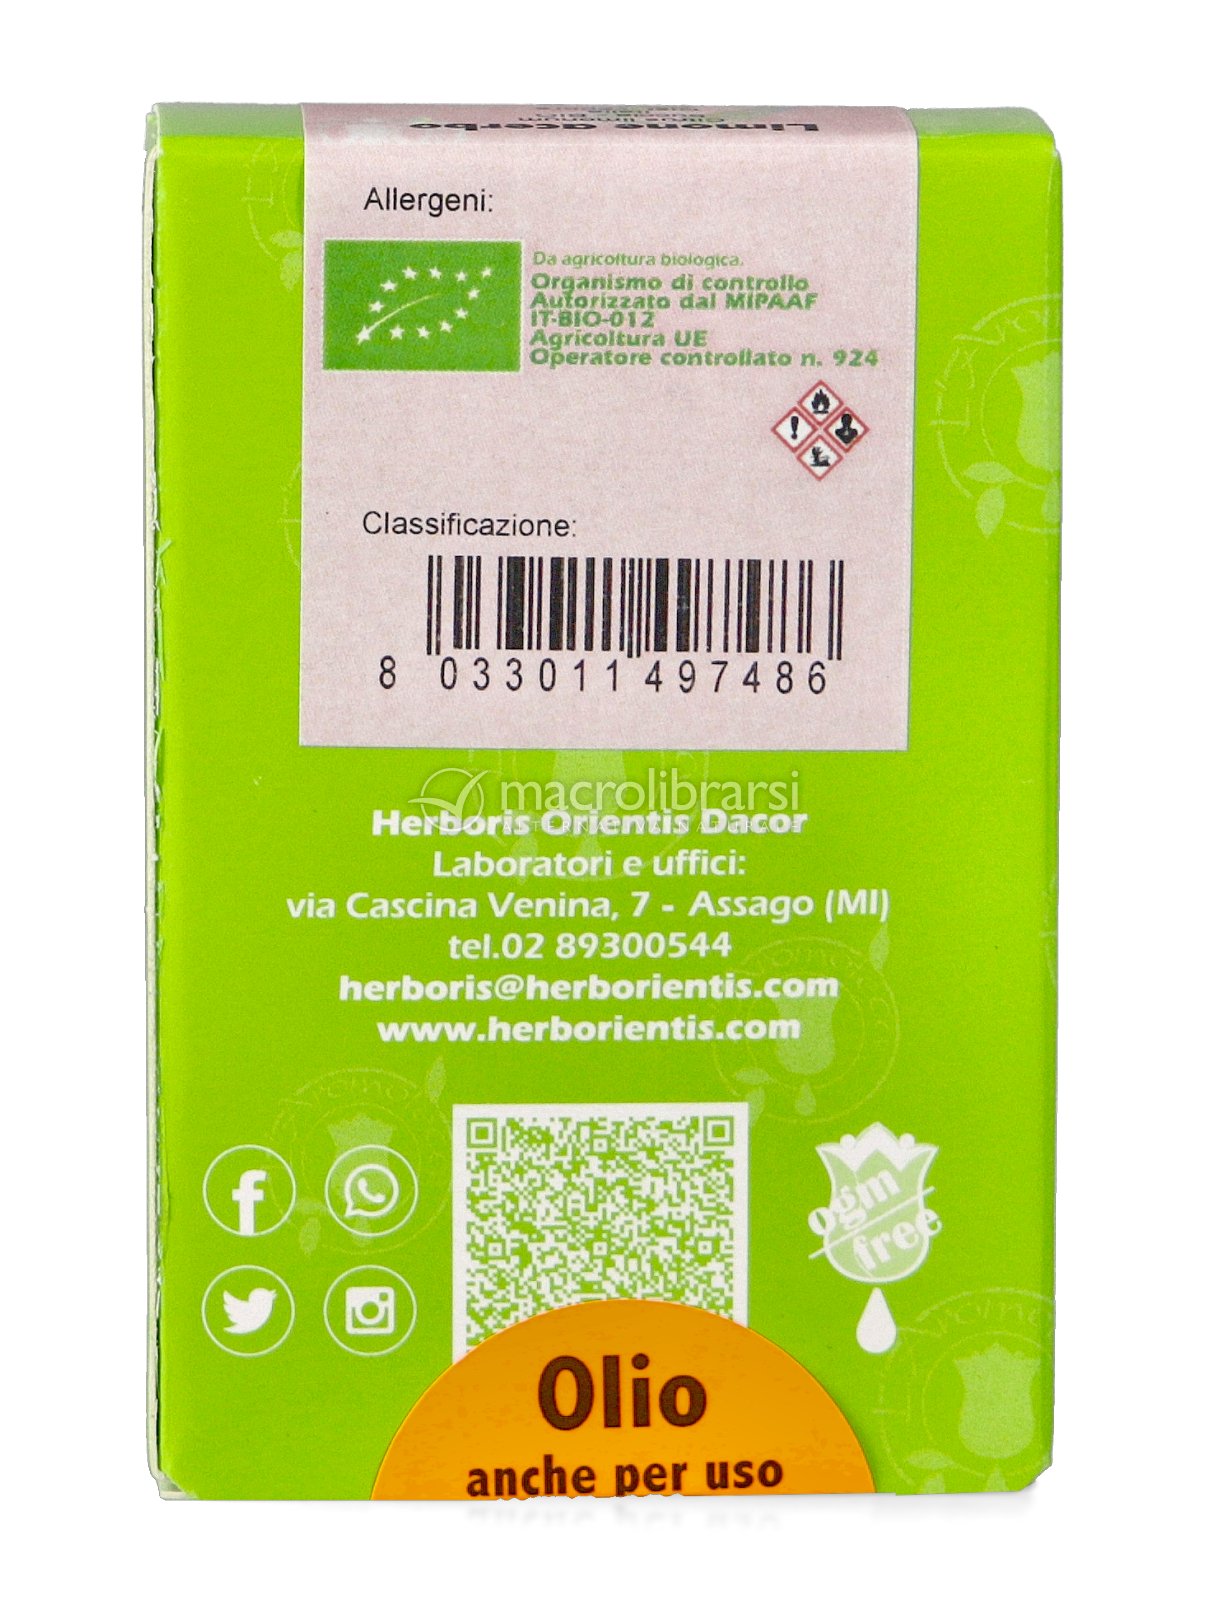 Limone acerbo
Allergeni:
Da agricoltura biologica.
Organismo di controllo
Autorizzato dal MIPAAF
IT-BIO-012
Agricoltura UE
Operatore controllato n. 924
Classificazione:
8 033011 497486
macrolibrarsi
Herboris Orientis Dacor
Laboratori e uffici:
via Cascina Venina, 7 - Assago (MI)
tel.02 89300544
herboris@herborientis.com
www.herborientis.com
ogm
free
Olio
anche per uso